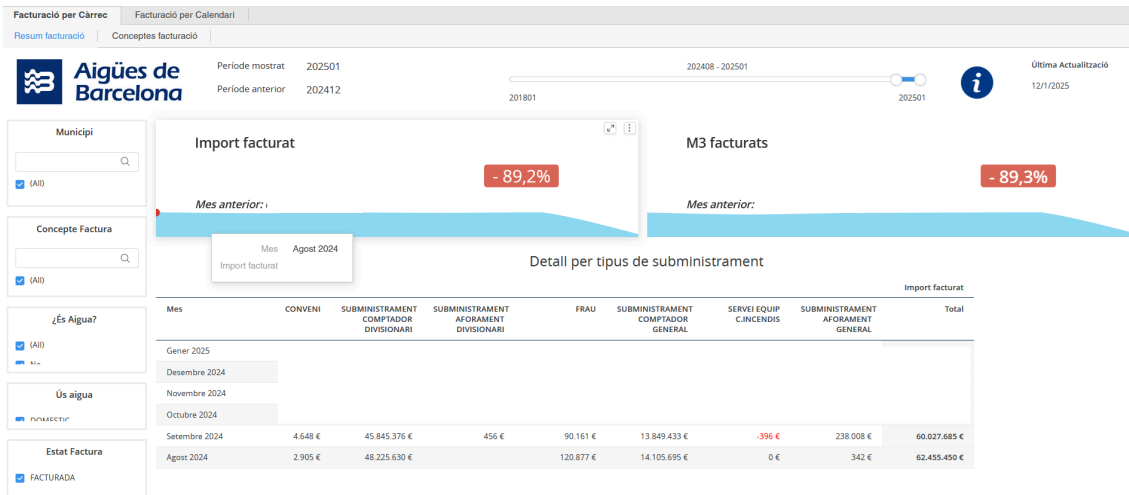 Facturació per Càrrec Facturació per Calendari
Resum facturació Conceptes facturació
Aigües de
Barcelona
Període mostrat 202501
Període anterior 202412
202408 - 202501
201801 202501
i
Última Actualització
12/1/2025
Municipi
(All)
Concepte Factura
(All)
¿És Aigua?
(All)
Ús aigua
Estat Factura
FACTURADA
Import facturat
- 89,2%
Mes anterior:
M3 facturats
- 89,3%
Mes anterior:
Mes Agost 2024
Import facturat
Detall per tipus de subministrament
Import facturat
Mes CONVENI SUBMINISTRAMENT COMPTADOR DIVISIONARI SUBMINISTRAMENT AFORAMENT DIVISIONARI FRAU SUBMINISTRAMENT COMPTADOR GENERAL SERVEI EQUIP C.INCENDIS SUBMINISTRAMENT AFORAMENT GENERAL Total
Gener 2025
Desembre 2024
Novembre 2024
Octubre 2024
Setembre 2024 4.648 € 45.845.376 € 456 € 90.161 € 13.849.433 € -396 € 238.008 € 60.027.685 €
Agost 2024 2.905 € 48.225.630 € 120.877 € 14.105.695 € 0 € 342 € 62.455.450 €